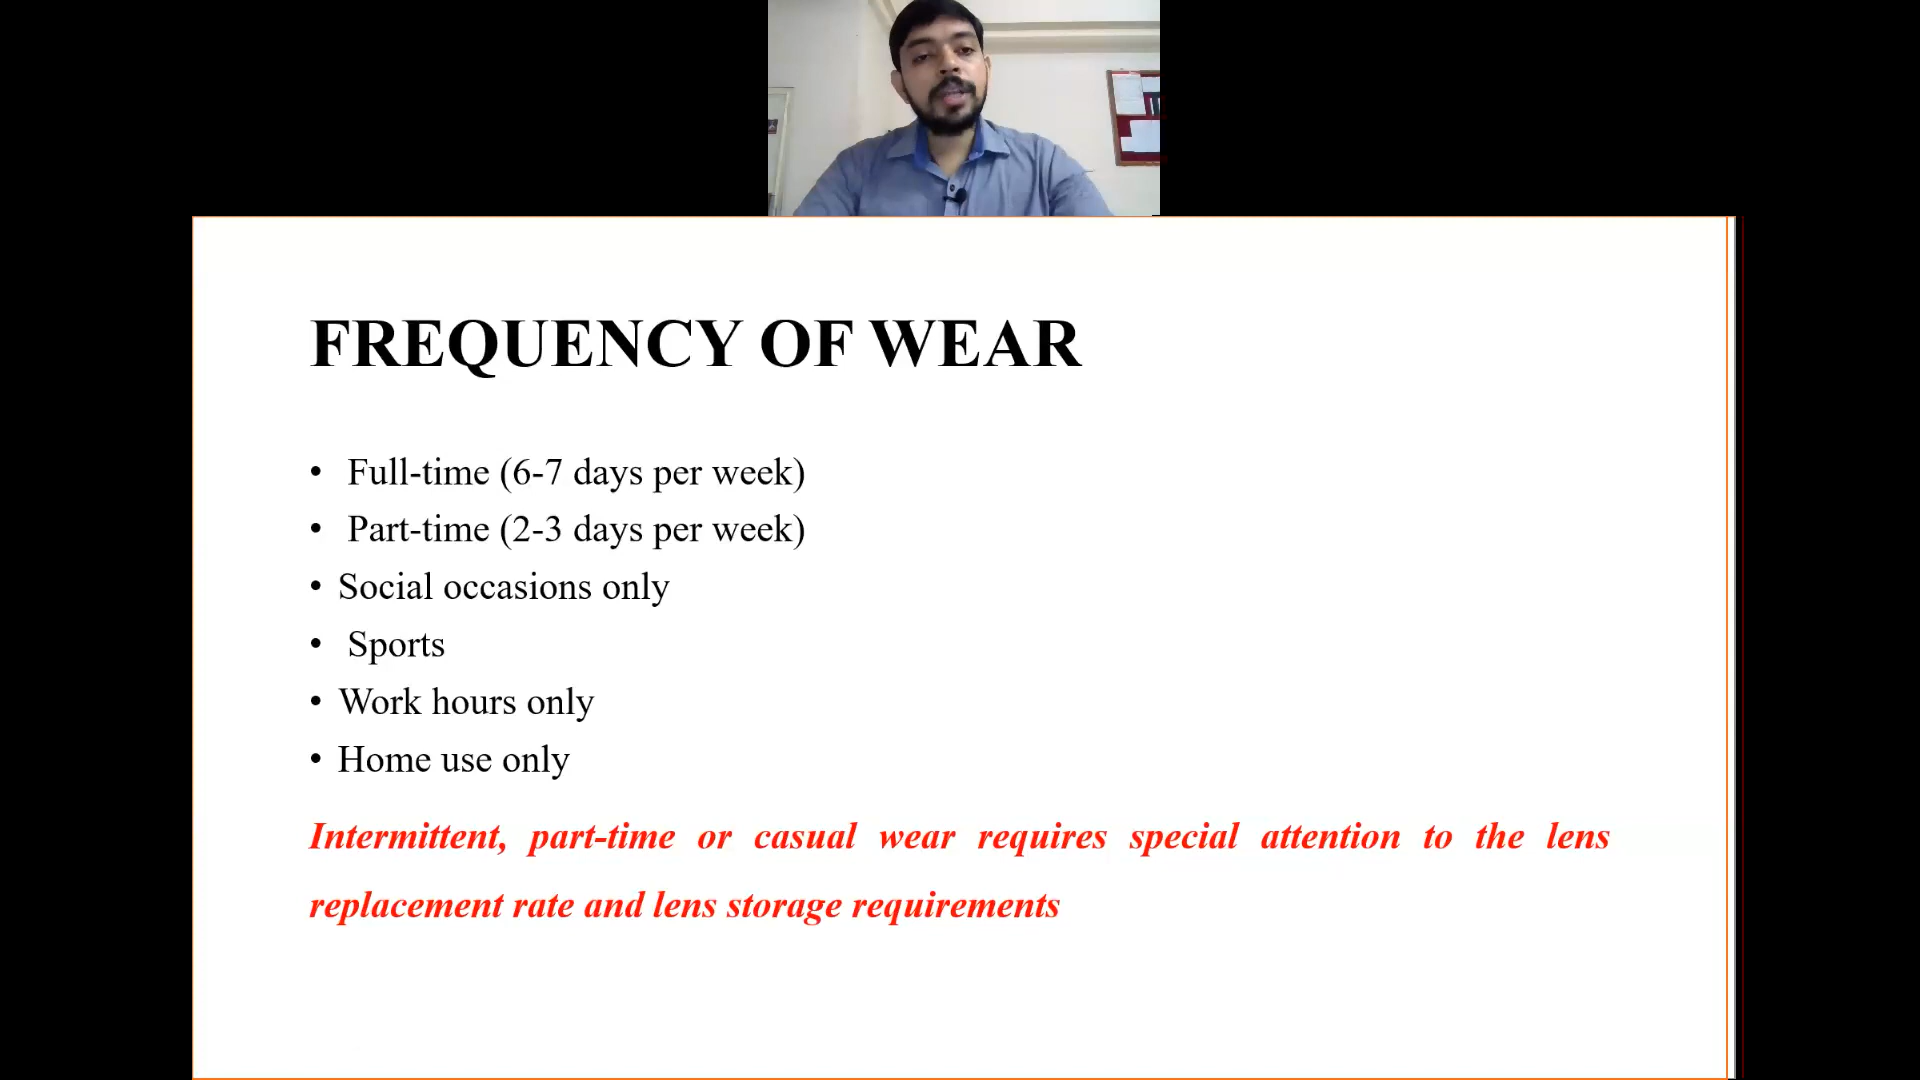 FREQUENCY OF WEAR
• Full-time (6-7 days per week)
• Part-time (2-3 days per week)
• Social occasions only
• Sports
• Work hours only
• Home use only
Intermittent, part-time or casual wear requires special attention to the lens
replacement rate and lens storage requirements